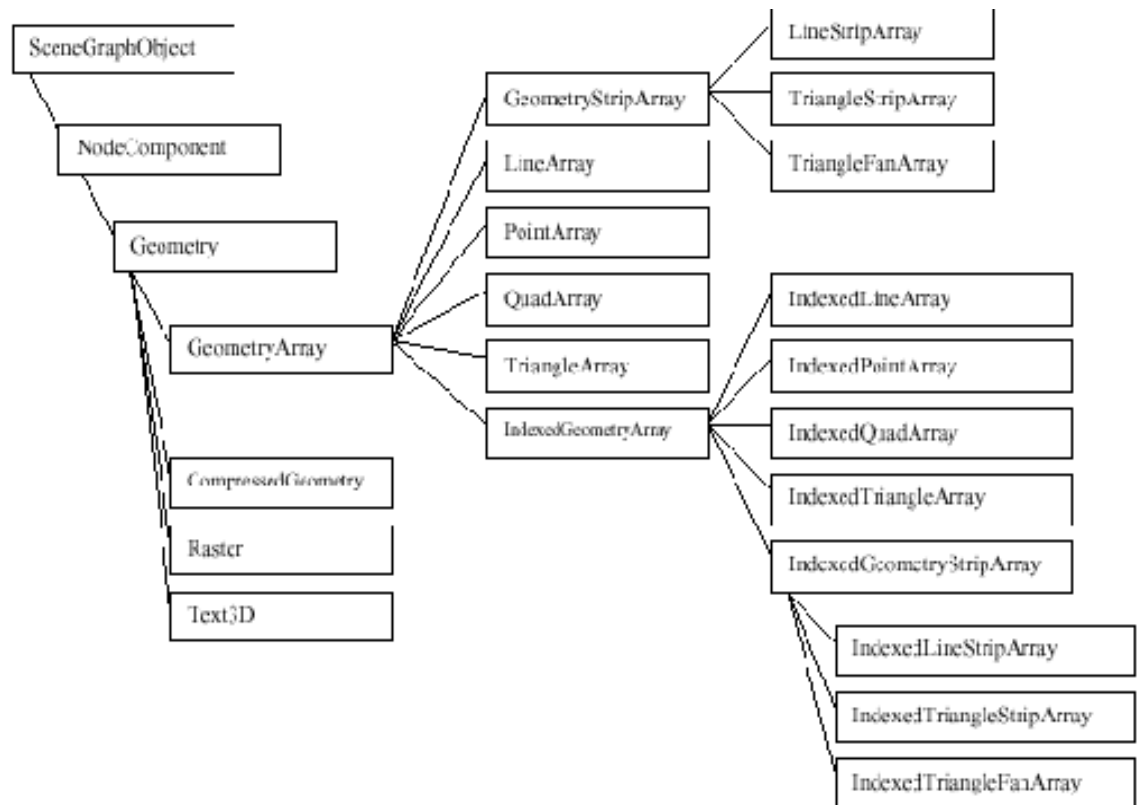 SceneGraphObject
NodeComponent
Geometry
GeometryArray
CompressedGeometry
Raster
Text3D
GeometryStripArray
LineArray
PointArray
QuadArray
TriangleArray
IndexedGeometryArray
LineStripArray
TriangleStripArray
TriangleFanArray
IndexedLineArray
IndexedPointArray
IndexedQuadArray
IndexedTriangleArray
IndexedGeometryStripArray
IndexedLineStripArray
IndexedTriangleStripArray
IndexedTriangleFanArray